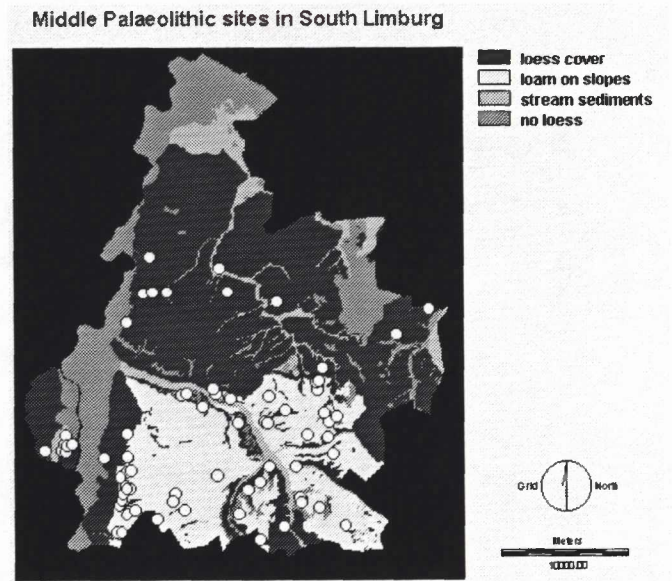 Middle Palaeolithic sites in South Limburg
loess cover
loam on slopes
stream sediments
no loess
Grid North
Meters
10000.00